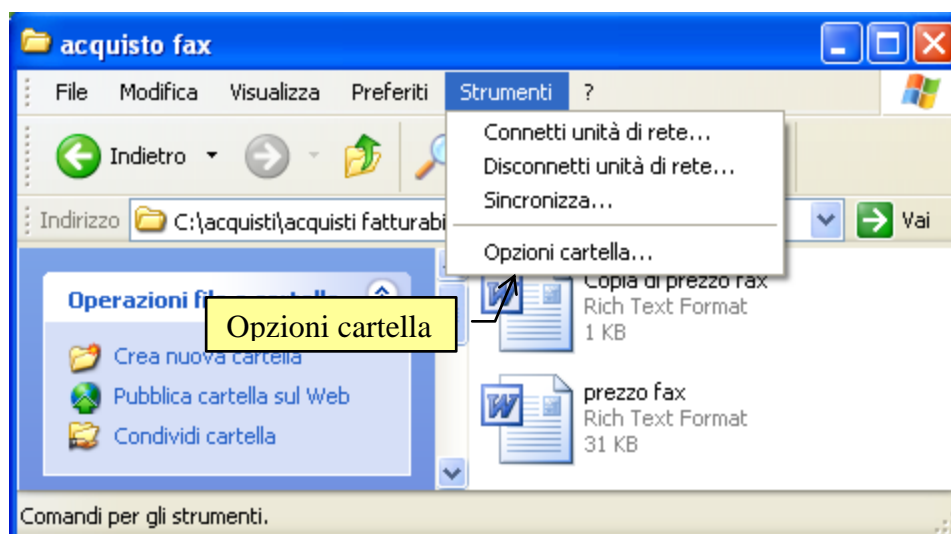 acquisto fax
File Modifica Visualizza Preferiti Strumenti ?
Connetti unità di rete...
Disconnetti unità di rete...
Sincronizza...
Opzioni cartella...
Indietro
Indirizzo C:\acquisti\acquisti fatturabi
Vai
Operazioni
Opzioni cartella
Crea nuova cartella
Pubblica cartella sul Web
Condividi cartella
Copia di prezzo fax
Rich Text Format
1 KB
prezzo fax
Rich Text Format
31 KB
Comandi per gli strumenti.